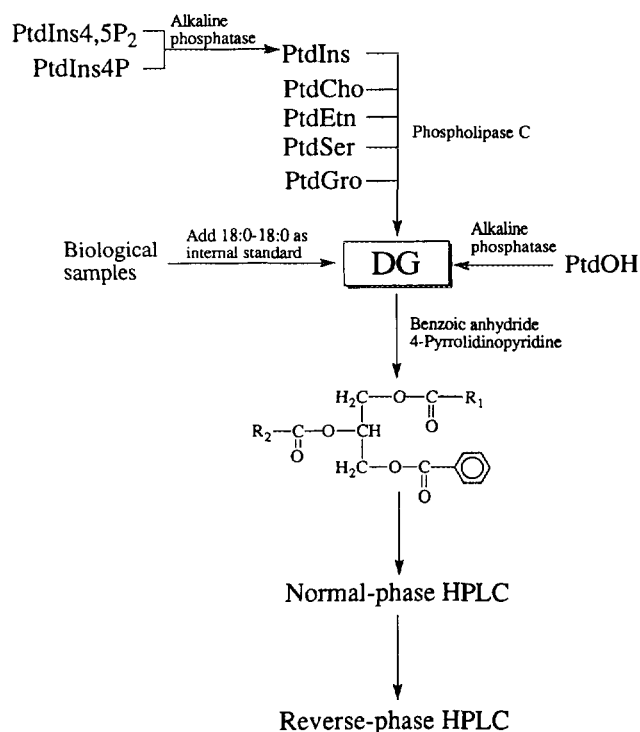 PtdIns4,5P2
PtdIns4P
Alkaline
phosphatase
PtdIns
PtdCho
PtdEtn
PtdSer
PtdGro
Phospholipase C
Biological
samples
Add 18:0-18:0 as
internal standard
DG
Alkaline
phosphatase
PtdOH
Benzoic anhydride
4-Pyrrolidinopyridine
H2C—O—C—R1
O
R2—C—O—CH
O
H2C—O—C
O
Normal-phase HPLC
Reverse-phase HPLC